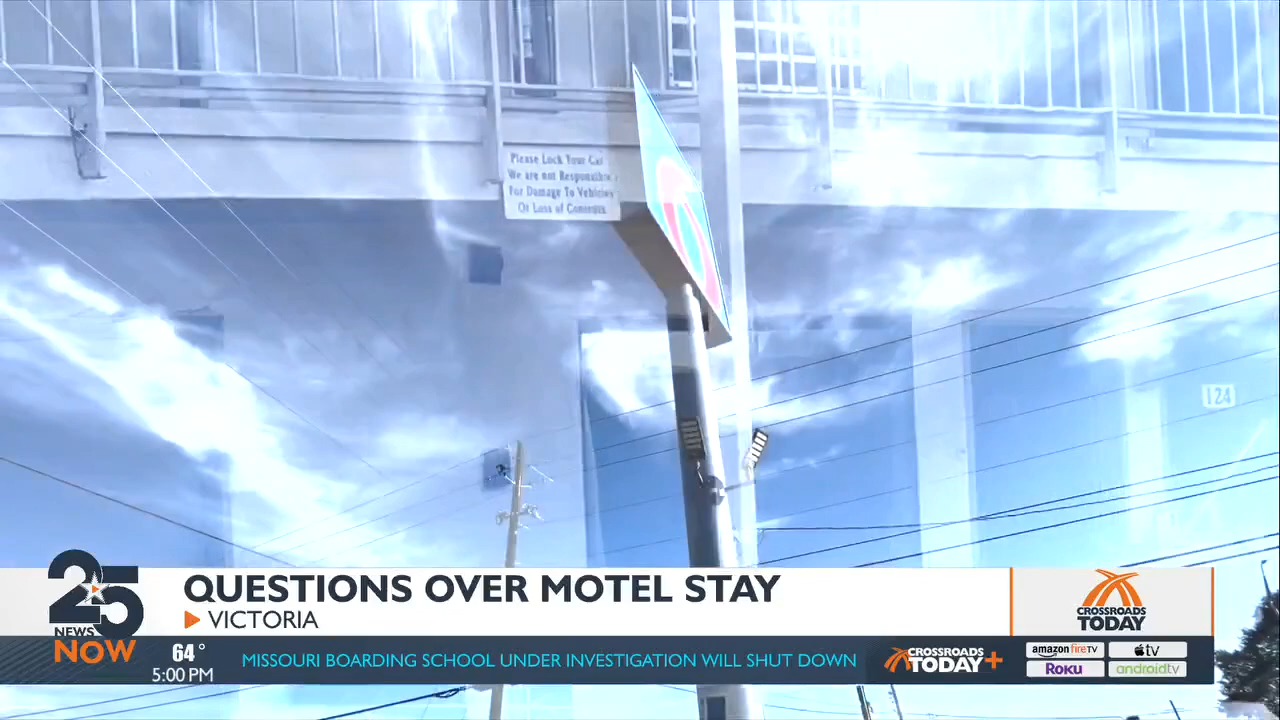 Please Lock Your Car
We are not Responsible
For Damage To Vehicles
Or Loss of Contents
124
25
NEWS
NOW
QUESTIONS OVER MOTEL STAY
VICTORIA
CROSSROADS
TODAY
64°
5:00 PM
MISSOURI BOARDING SCHOOL UNDER INVESTIGATION WILL SHUT DOWN
CROSSROADS
TODAY+
amazon fireTV
tv
ROKU
androidtv